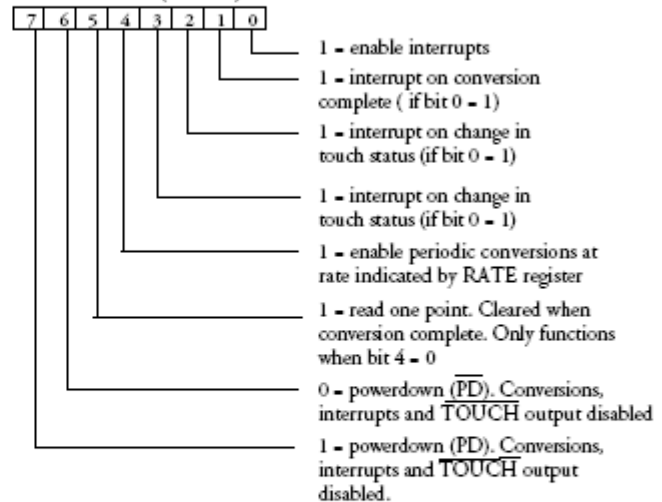 7 6 5 4 3 2 1 0
1 = enable interrupts
1 = interrupt on conversion
complete ( if bit 0 = 1)
1 = interrupt on change in
touch status (if bit 0 = 1)
1 = interrupt on change in
touch status (if bit 0 = 1)
1 = enable periodic conversions at
rate indicated by RATE register
1 = read one point. Cleared when
conversion complete. Only functions
when bit 4 = 0
0 = powerdown (P̅D̅). Conversions,
interrupts and T̅O̅U̅C̅H̅ output disabled
1 = powerdown (PD). Conversions,
interrupts and T̅O̅U̅C̅H̅ output
disabled.